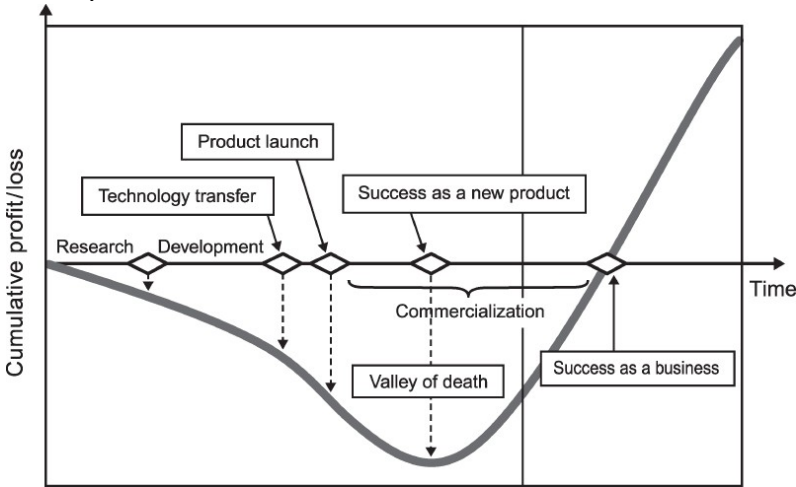 Cumulative profit/loss
Product launch
Technology transfer
Success as a new product
Research
Development
Time
Commercialization
Valley of death
Success as a business